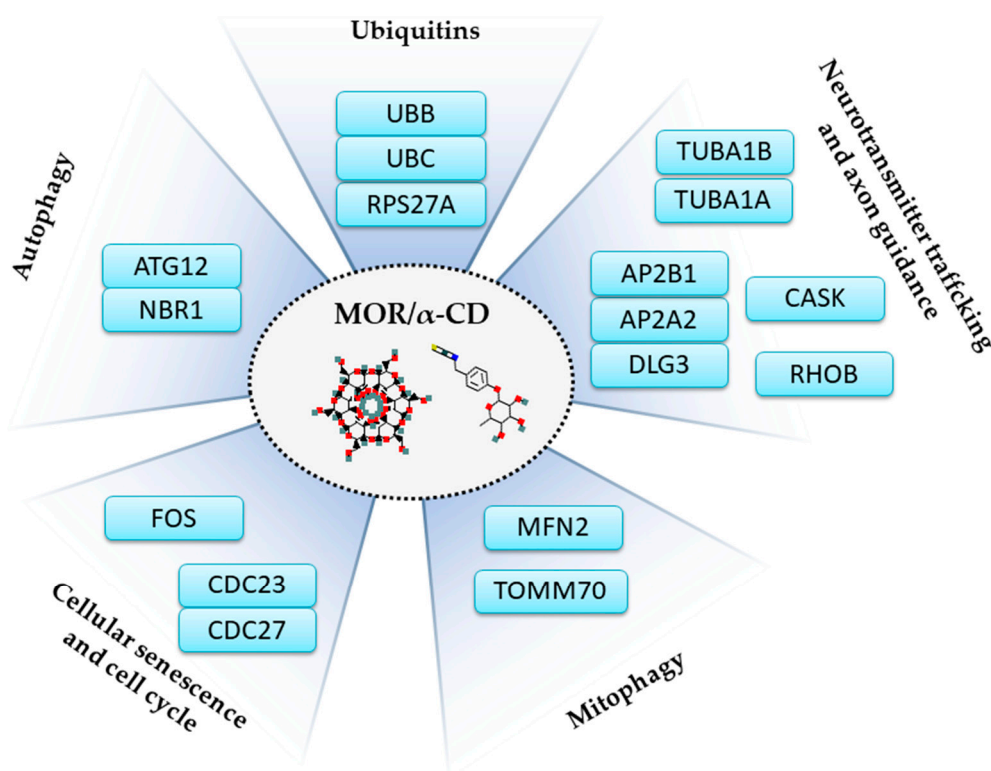 Ubiquitins
UBB
UBC
RPS27A
Neurotransmitter traffcking
and axon guidance
TUBA1B
TUBA1A
AP2B1
AP2A2
DLG3
CASK
RHOB
Autophagy
ATG12
NBR1
MOR/α-CD
FOS
CDC23
CDC27
Cellular senescence
and cell cycle
MFN2
TOMM70
Mitophagy